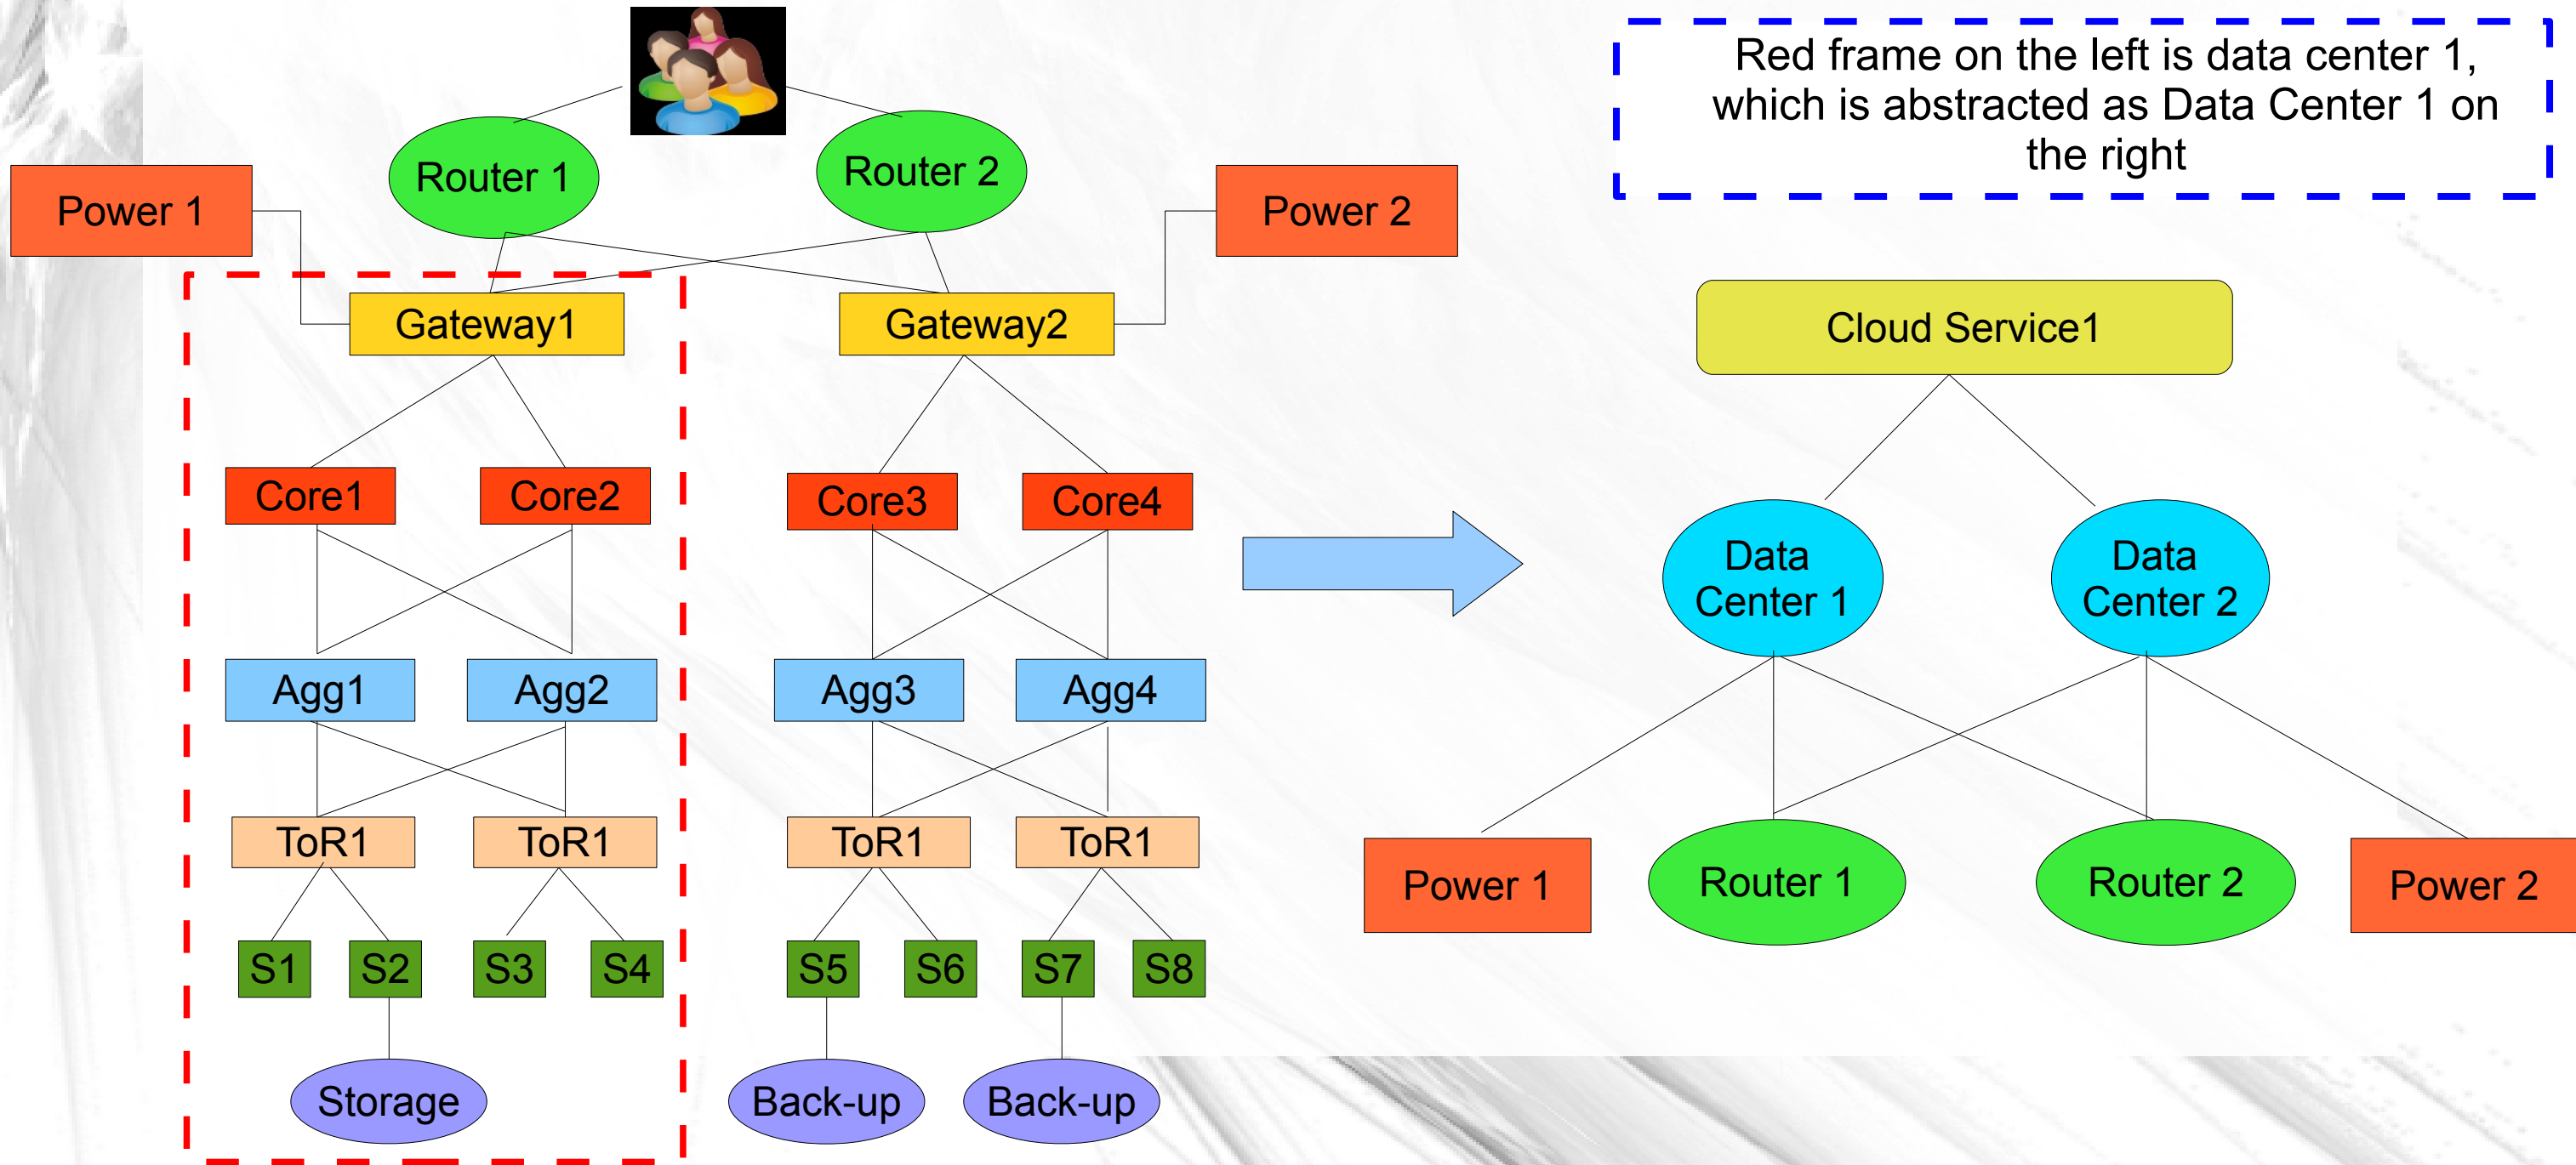 Red frame on the left is data center 1,
which is abstracted as Data Center 1 on
the right
Router 1
Router 2
Power 1
Power 2
Gateway1
Gateway2
Core1
Core2
Core3
Core4
Agg1
Agg2
Agg3
Agg4
ToR1
ToR1
ToR1
ToR1
S1
S2
S3
S4
S5
S6
S7
S8
Storage
Back-up
Back-up
Cloud Service1
Data
Center 1
Data
Center 2
Power 1
Router 1
Router 2
Power 2